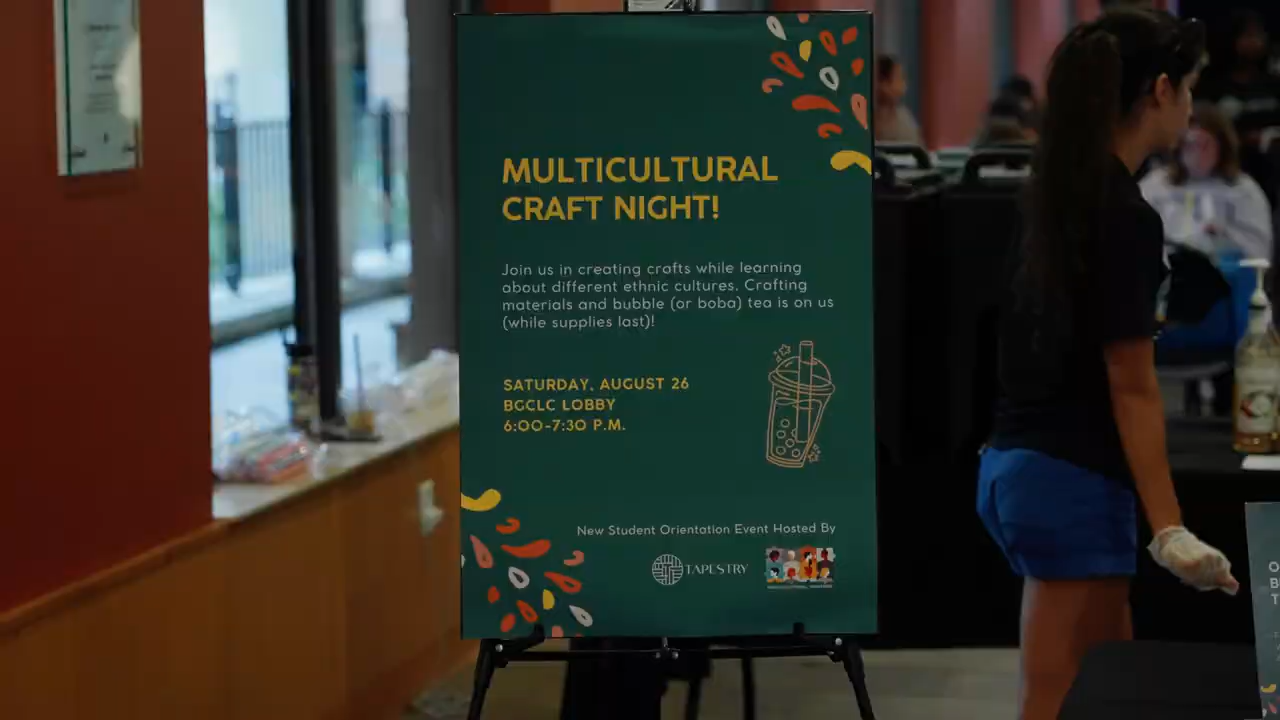 MULTICULTURAL
CRAFT NIGHT!
Join us in creating crafts while learning
about different ethnic cultures. Crafting
materials and bubble (or boba) tea is on us
(while supplies last)!
SATURDAY, AUGUST 26
BGCLC LOBBY
6:00-7:30 P.M.
New Student Orientation Event Hosted By
TAPESTRY